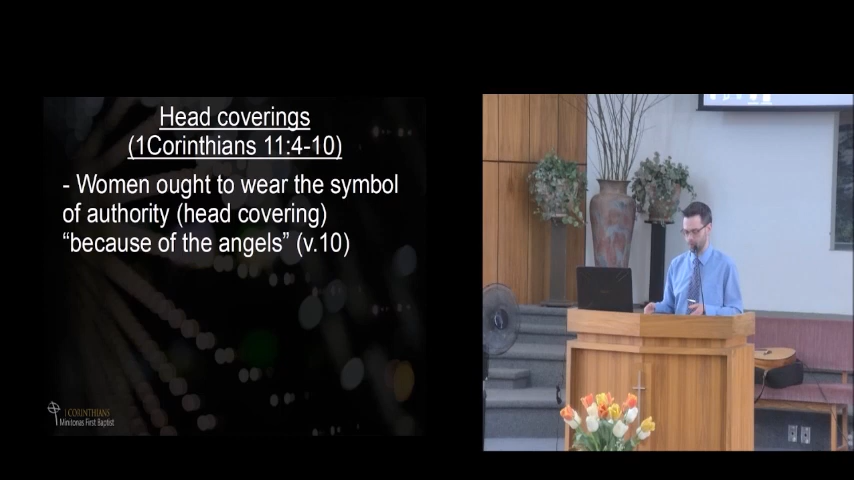 Head coverings
(1Corinthians 11:4-10)
- Women ought to wear the symbol
of authority (head covering)
“because of the angels” (v.10)
1 CORINTHIANS
Minitonas First Baptist